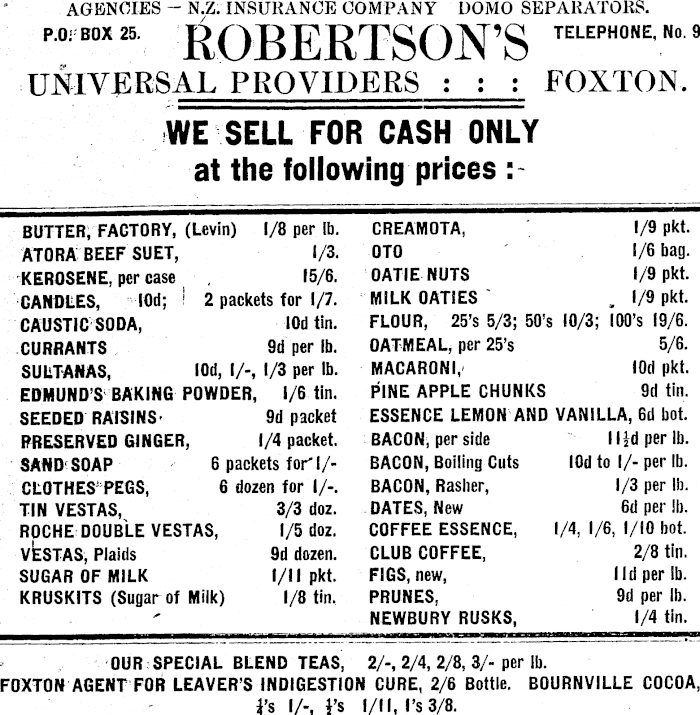 AGENCIES — N.Z. INSURANCE COMPANY DOMO SEPARATORS.
P.O. BOX 25. ROBERTSON'S TELEPHONE, No. 9
UNIVERSAL PROVIDERS : : : FOXTON.
WE SELL FOR CASH ONLY
at the following prices :-
BUTTER, FACTORY, (Levin) 1/8 per lb.
ATORA BEEF SUET, 1/3.
KEROSENE, per case 15/6.
CANDLES, 10d; 2 packets for 1/7.
CAUSTIC SODA, 10d tin.
CURRANTS 9d per lb.
SULTANAS, 10d, 1/-, 1/3 per lb.
EDMUND'S BAKING POWDER, 1/6 tin.
SEEDED RAISINS 9d packet
PRESERVED GINGER, 1/4 packet.
SAND SOAP 6 packets for 1/-
CLOTHES PEGS, 6 dozen for 1/-.
TIN VESTAS, 3/3 doz.
ROCHE DOUBLE VESTAS, 1/5 doz.
VESTAS, Plaids 9d dozen.
SUGAR OF MILK 1/11 pkt.
KRUSKITS (Sugar of Milk) 1/8 tin.
CREAMOTA, 1/9 pkt.
OTO 1/6 bag.
OATIE NUTS 1/9 pkt.
MILK OATIES 1/9 pkt.
FLOUR, 25's 5/3; 50's 10/3; 100's 19/6.
OATMEAL, per 25's 5/6.
MACARONI, 10d pkt.
PINE APPLE CHUNKS 9d tin.
ESSENCE LEMON AND VANILLA, 6d bot.
BACON, per side 11½d per lb.
BACON, Boiling Cuts 10d to 1/- per lb.
BACON, Rasher, 1/3 per lb.
DATES, New 6d per lb.
COFFEE ESSENCE, 1/4, 1/6, 1/10 bot.
CLUB COFFEE, 2/8 tin.
FIGS, new, 11d per lb.
PRUNES, 9d per lb.
NEWBURY RUSKS, 1/4 tin.
OUR SPECIAL BLEND TEAS, 2/-, 2/4, 2/8, 3/- per lb.
FOXTON AGENT FOR LEAVER'S INDIGESTION CURE, 2/6 Bottle. BOURNVILLE COCOA,
¼'s 1/-, ½'s 1/11, 1's 3/8.